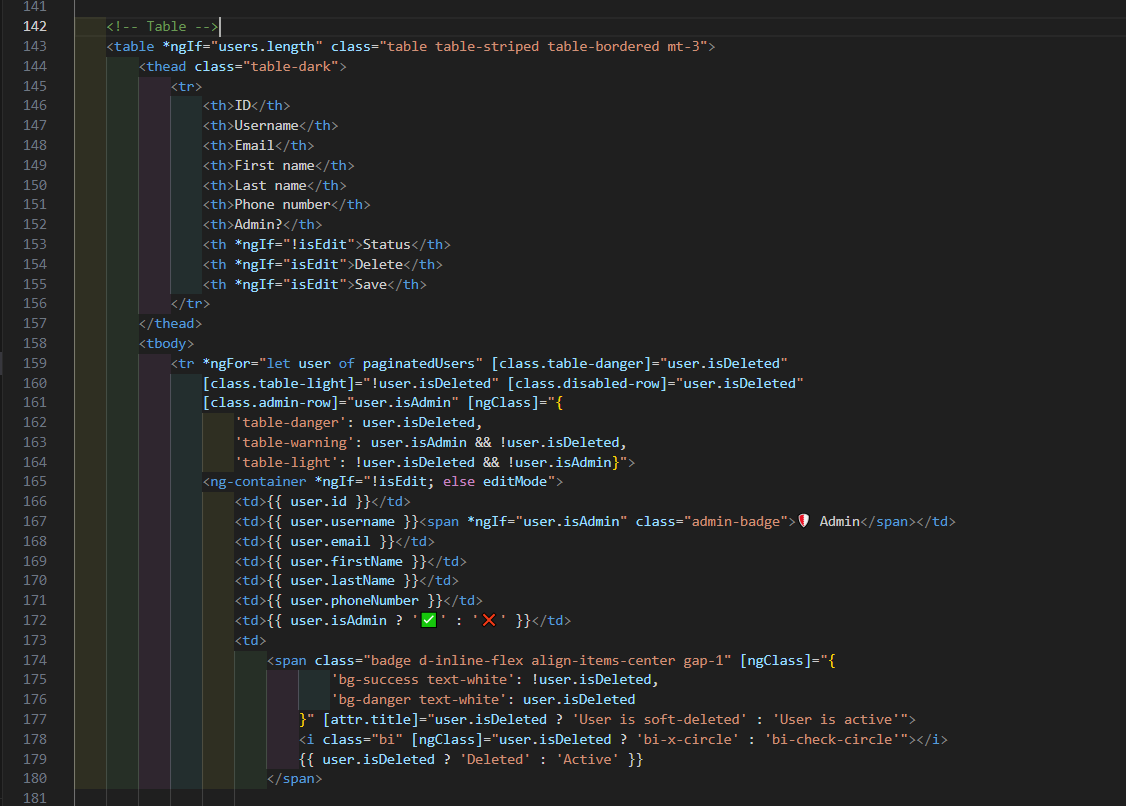 141
142 <!-- Table -->
143 <table *ngIf="users.length" class="table table-striped table-bordered mt-3">
144 <thead class="table-dark">
145 <tr>
146 <th>ID</th>
147 <th>Username</th>
148 <th>Email</th>
149 <th>First name</th>
150 <th>Last name</th>
151 <th>Phone number</th>
152 <th>Admin?</th>
153 <th *ngIf="!isEdit">Status</th>
154 <th *ngIf="isEdit">Delete</th>
155 <th *ngIf="isEdit">Save</th>
156 </tr>
157 </thead>
158 <tbody>
159 <tr *ngFor="let user of paginatedUsers" [class.table-danger]="user.isDeleted"
160 [class.table-light]="!user.isDeleted" [class.disabled-row]="user.isDeleted"
161 [class.admin-row]="user.isAdmin" [ngClass]="{
162 'table-danger': user.isDeleted,
163 'table-warning': user.isAdmin && !user.isDeleted,
164 'table-light': !user.isDeleted && !user.isAdmin}">
165 <ng-container *ngIf="!isEdit; else editMode">
166 <td>{{ user.id }}</td>
167 <td>{{ user.username }}<span *ngIf="user.isAdmin" class="admin-badge">🛡️ Admin</span></td>
168 <td>{{ user.email }}</td>
169 <td>{{ user.firstName }}</td>
170 <td>{{ user.lastName }}</td>
171 <td>{{ user.phoneNumber }}</td>
172 <td>{{ user.isAdmin ? '✅' : '❌' }}</td>
173 <td>
174 <span class="badge d-inline-flex align-items-center gap-1" [ngClass]="{
175 'bg-success text-white': !user.isDeleted,
176 'bg-danger text-white': user.isDeleted
177 }" [attr.title]="user.isDeleted ? 'User is soft-deleted' : 'User is active'">
178 <i class="bi" [ngClass]="user.isDeleted ? 'bi-x-circle' : 'bi-check-circle'"></i>
179 {{ user.isDeleted ? 'Deleted' : 'Active' }}
180 </span>
181